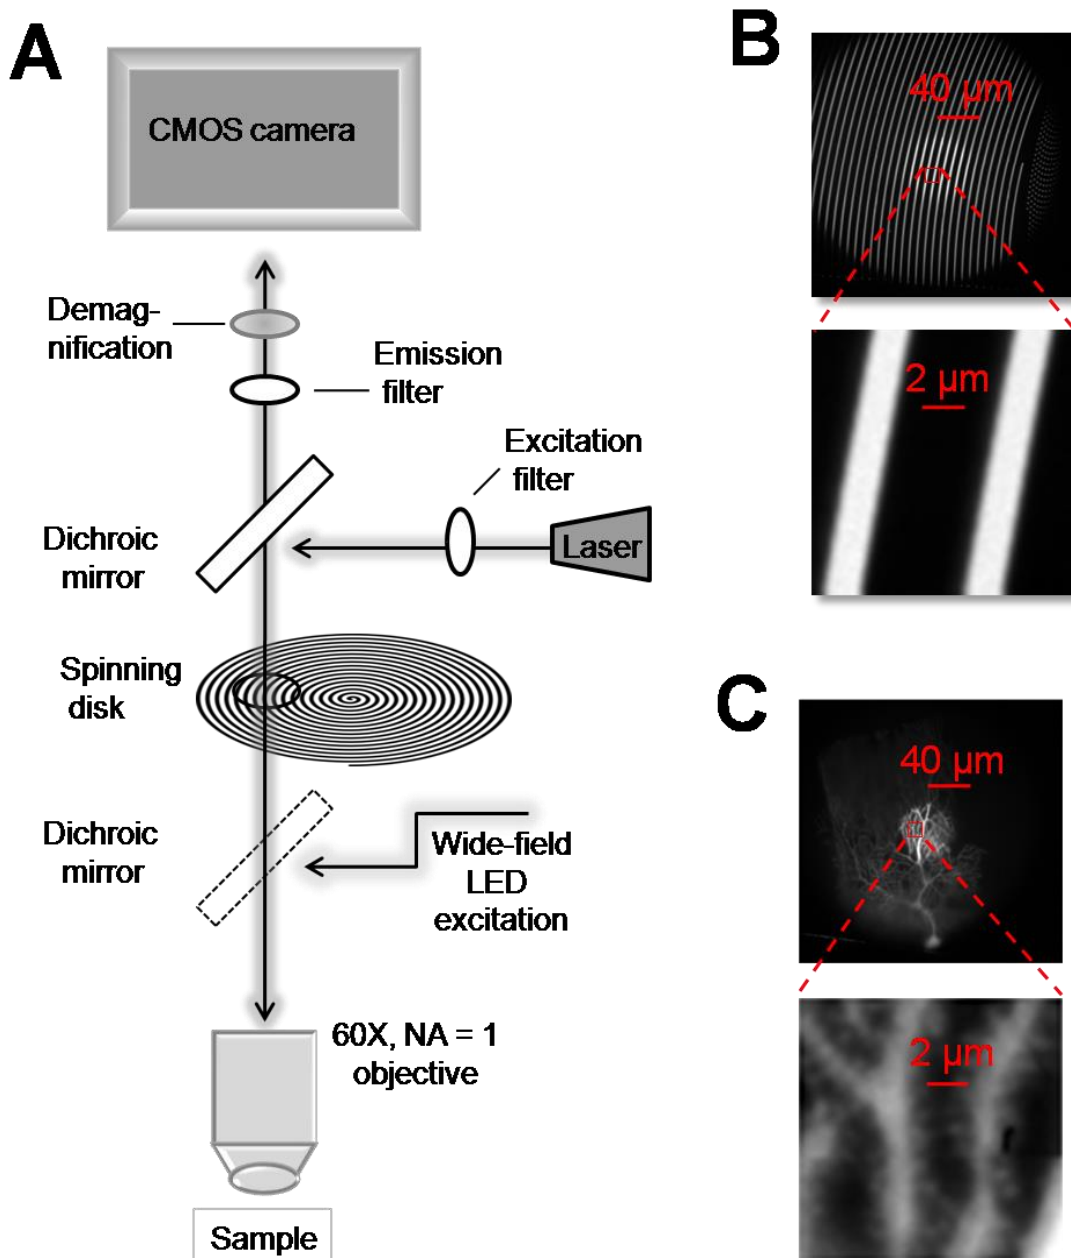 A
CMOS camera
Demag-
nification
Emission
filter
Excitation
filter
Laser
Dichroic
mirror
Spinning
disk
Dichroic
mirror
Wide-field
LED
excitation
60X, NA = 1
objective
Sample
B
40 µm
2 µm
C
40 µm
2 µm